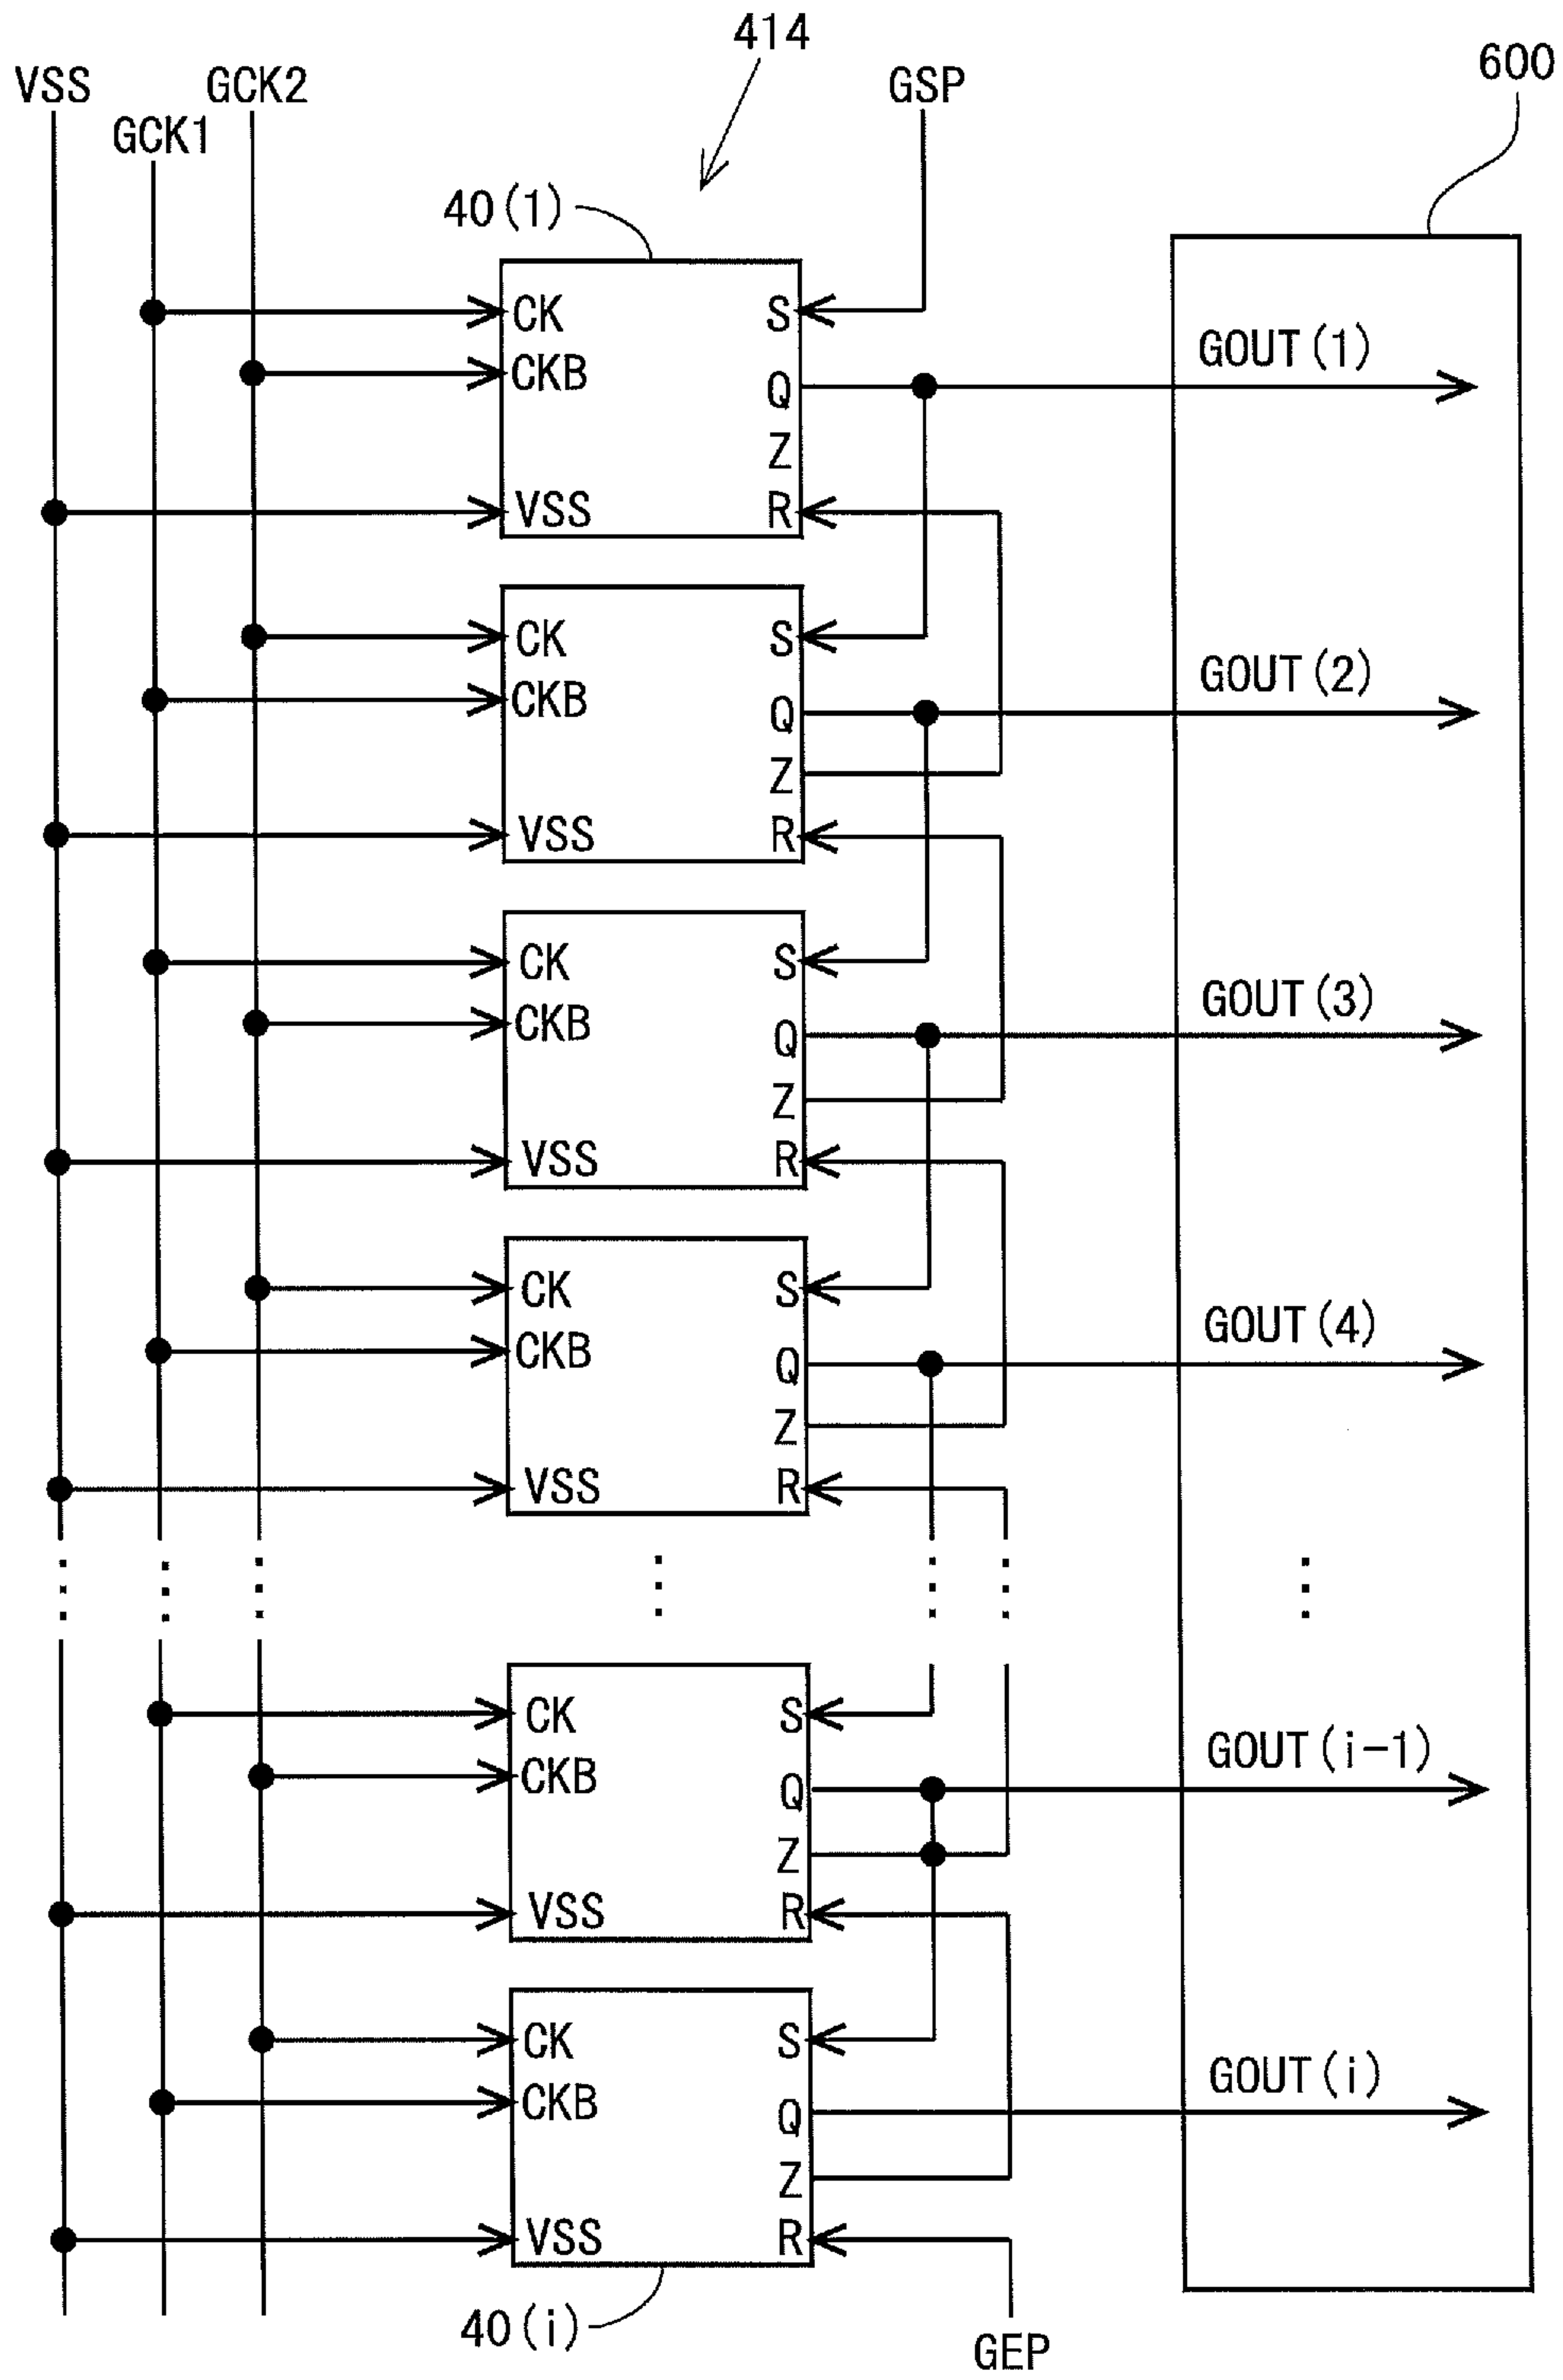 414
VSS
GCK2
GSP
600
GCK1
40(1)
CK
S
GOUT(1)
CKB
Q
Z
VSS
R
CK
S
GOUT(2)
CKB
Q
Z
VSS
R
CK
S
GOUT(3)
CKB
Q
Z
VSS
R
CK
S
GOUT(4)
CKB
Q
Z
VSS
R
CK
S
GOUT(i-1)
CKB
Q
Z
VSS
R
CK
S
GOUT(i)
CKB
Q
Z
VSS
R
40(i)
GEP